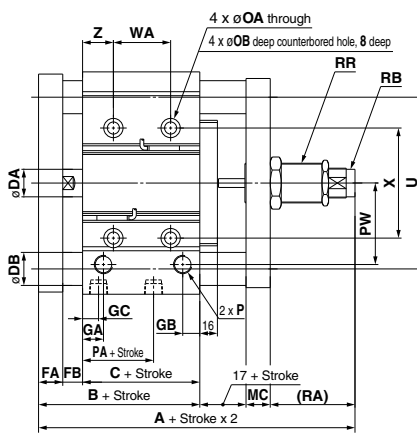 4 x øOA through
Z
WA
4 x øOB deep counterbored hole, 8 deep
RR
RB
øDA
X
U
PW
øDB
GC
2 x P
GA
GB
16
PA + Stroke
FA
FB
C + Stroke
17 + Stroke
MC
(RA)
B + Stroke
A + Stroke x 2